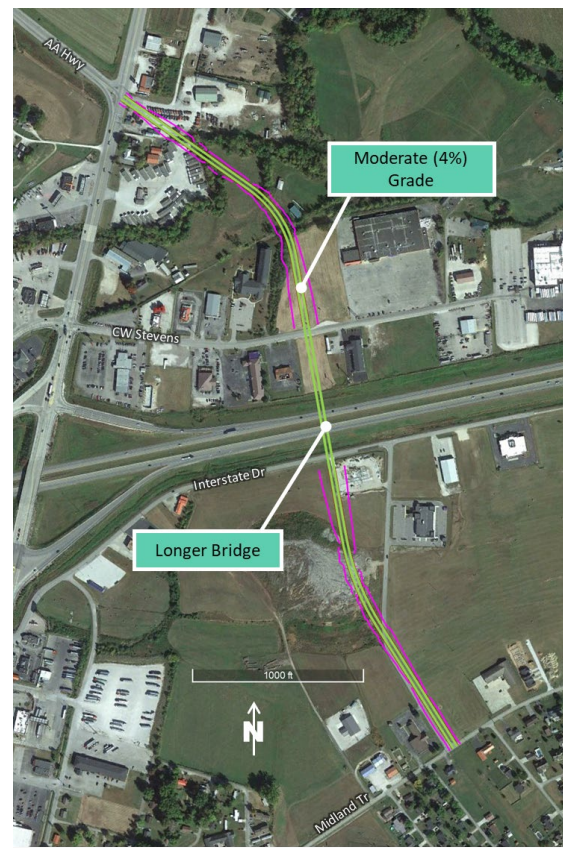 AA Hwy
Moderate (4%)
Grade
CW Stevens
Interstate Dr
Longer Bridge
1000 ft
N
Midland Tr